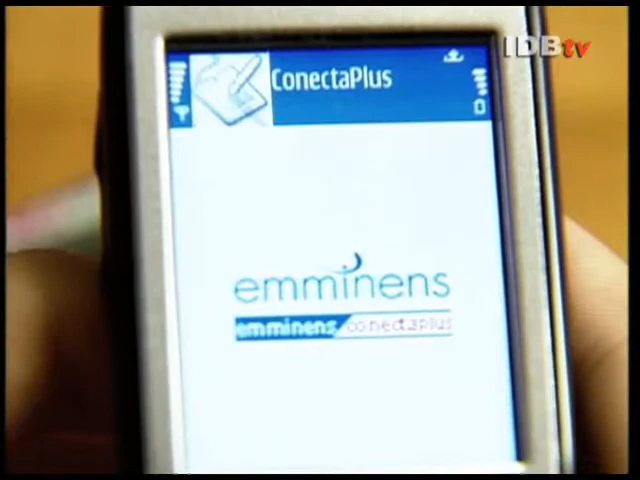 IDBtv
ConectaPlus
emminens
emminens conectaplus